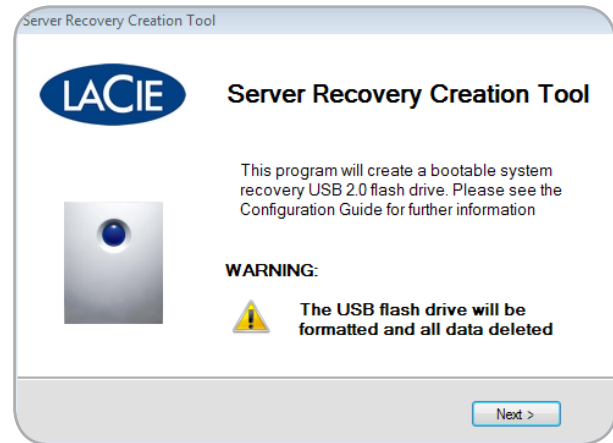 Server Recovery Creation Tool
LACIE
Server Recovery Creation Tool
This program will create a bootable system
recovery USB 2.0 flash drive. Please see the
Configuration Guide for further information
WARNING:
The USB flash drive will be
formatted and all data deleted
Next >